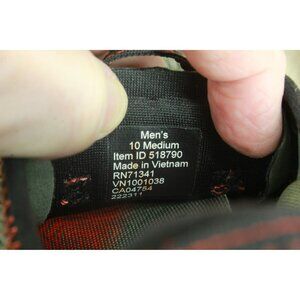 Men's
10 Medium
Item ID 518790
Made in Vietnam
RN71341
VN1001038
CA04754
222311